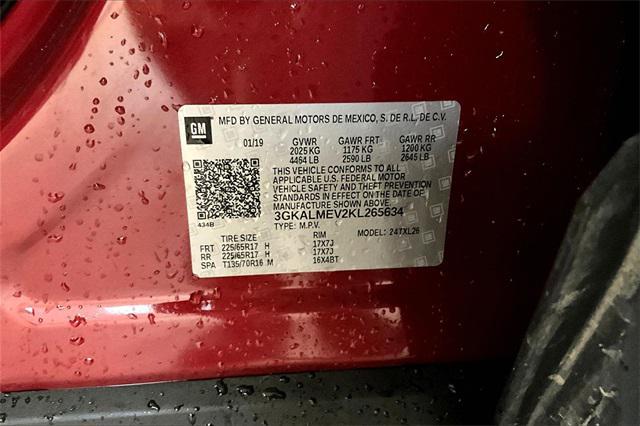 GM
MFD BY GENERAL MOTORS DE MEXICO, S. DE R.L. DE C.V.
01/19 GVWR GAWR FRT GAWR RR
2025 KG 1175 KG 1200 KG
4464 LB 2590 LB 2645 LB
THIS VEHICLE CONFORMS TO ALL
APPLICABLE U.S. FEDERAL MOTOR
VEHICLE SAFETY AND THEFT PREVENTION
STANDARDS IN EFFECT ON THE DATE OF
MANUFACTURE SHOWN ABOVE.
3GKALMEV2KL265634
434B TYPE: M.P.V. MODEL: 24TXL26
TIRE SIZE RIM
FRT 225/65R17 H 17X7J
RR 225/65R17 H 17X7J
SPA T135/70R16 M 16X4BT